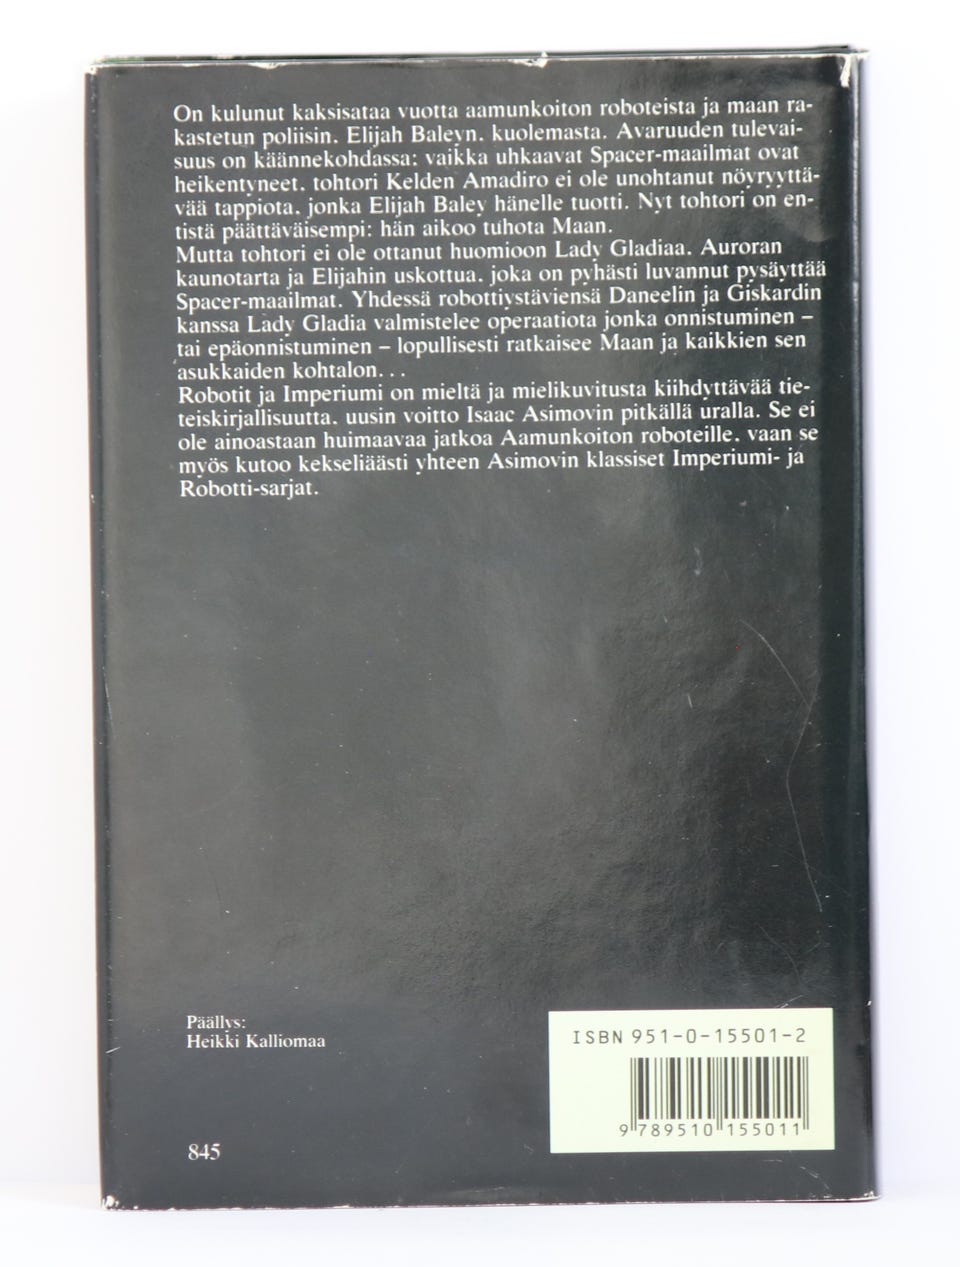 On kulunut kaksisataa vuotta aamunkoiton roboteista ja maan ra-
kastetun poliisin, Elijah Baleyn, kuolemasta. Avaruuden tulevai-
suus on käännekohdassa: vaikka uhkaavat Spacer-maailmat ovat
heikentyneet, tohtori Kelden Amadiro ei ole unohtanut nöyryyttä-
vää tappiota, jonka Elijah Baley hänelle tuotti. Nyt tohtori on en-
tistä päättäväisempi: hän aikoo tuhota Maan.
Mutta tohtori ei ole ottanut huomioon Lady Gladiaa, Auroran
kaunotarta ja Elijahin uskottua, joka on pyhästi luvannut pysäyttää
Spacer-maailmat. Yhdessä robottiystäviensä Daneelin ja Giskardin
kanssa Lady Gladia valmistelee operaatiota jonka onnistuminen –
tai epäonnistuminen – lopullisesti ratkaisee Maan ja kaikkien sen
asukkaiden kohtalon...
Robotit ja Imperiumi on mieltä ja mielikuvitusta kiihdyttävää tie-
teiskirjallisuutta, uusin voitto Isaac Asimovin pitkällä uralla. Se ei
ole ainoastaan huimaavaa jatkoa Aamunkoiton roboteille, vaan se
myös kutoo kekseliäästi yhteen Asimovin klassiset Imperiumi- ja
Robotti-sarjat.
Päällys:
Heikki Kalliomaa
ISBN 951-0-15501-2
9 789510 155011
845